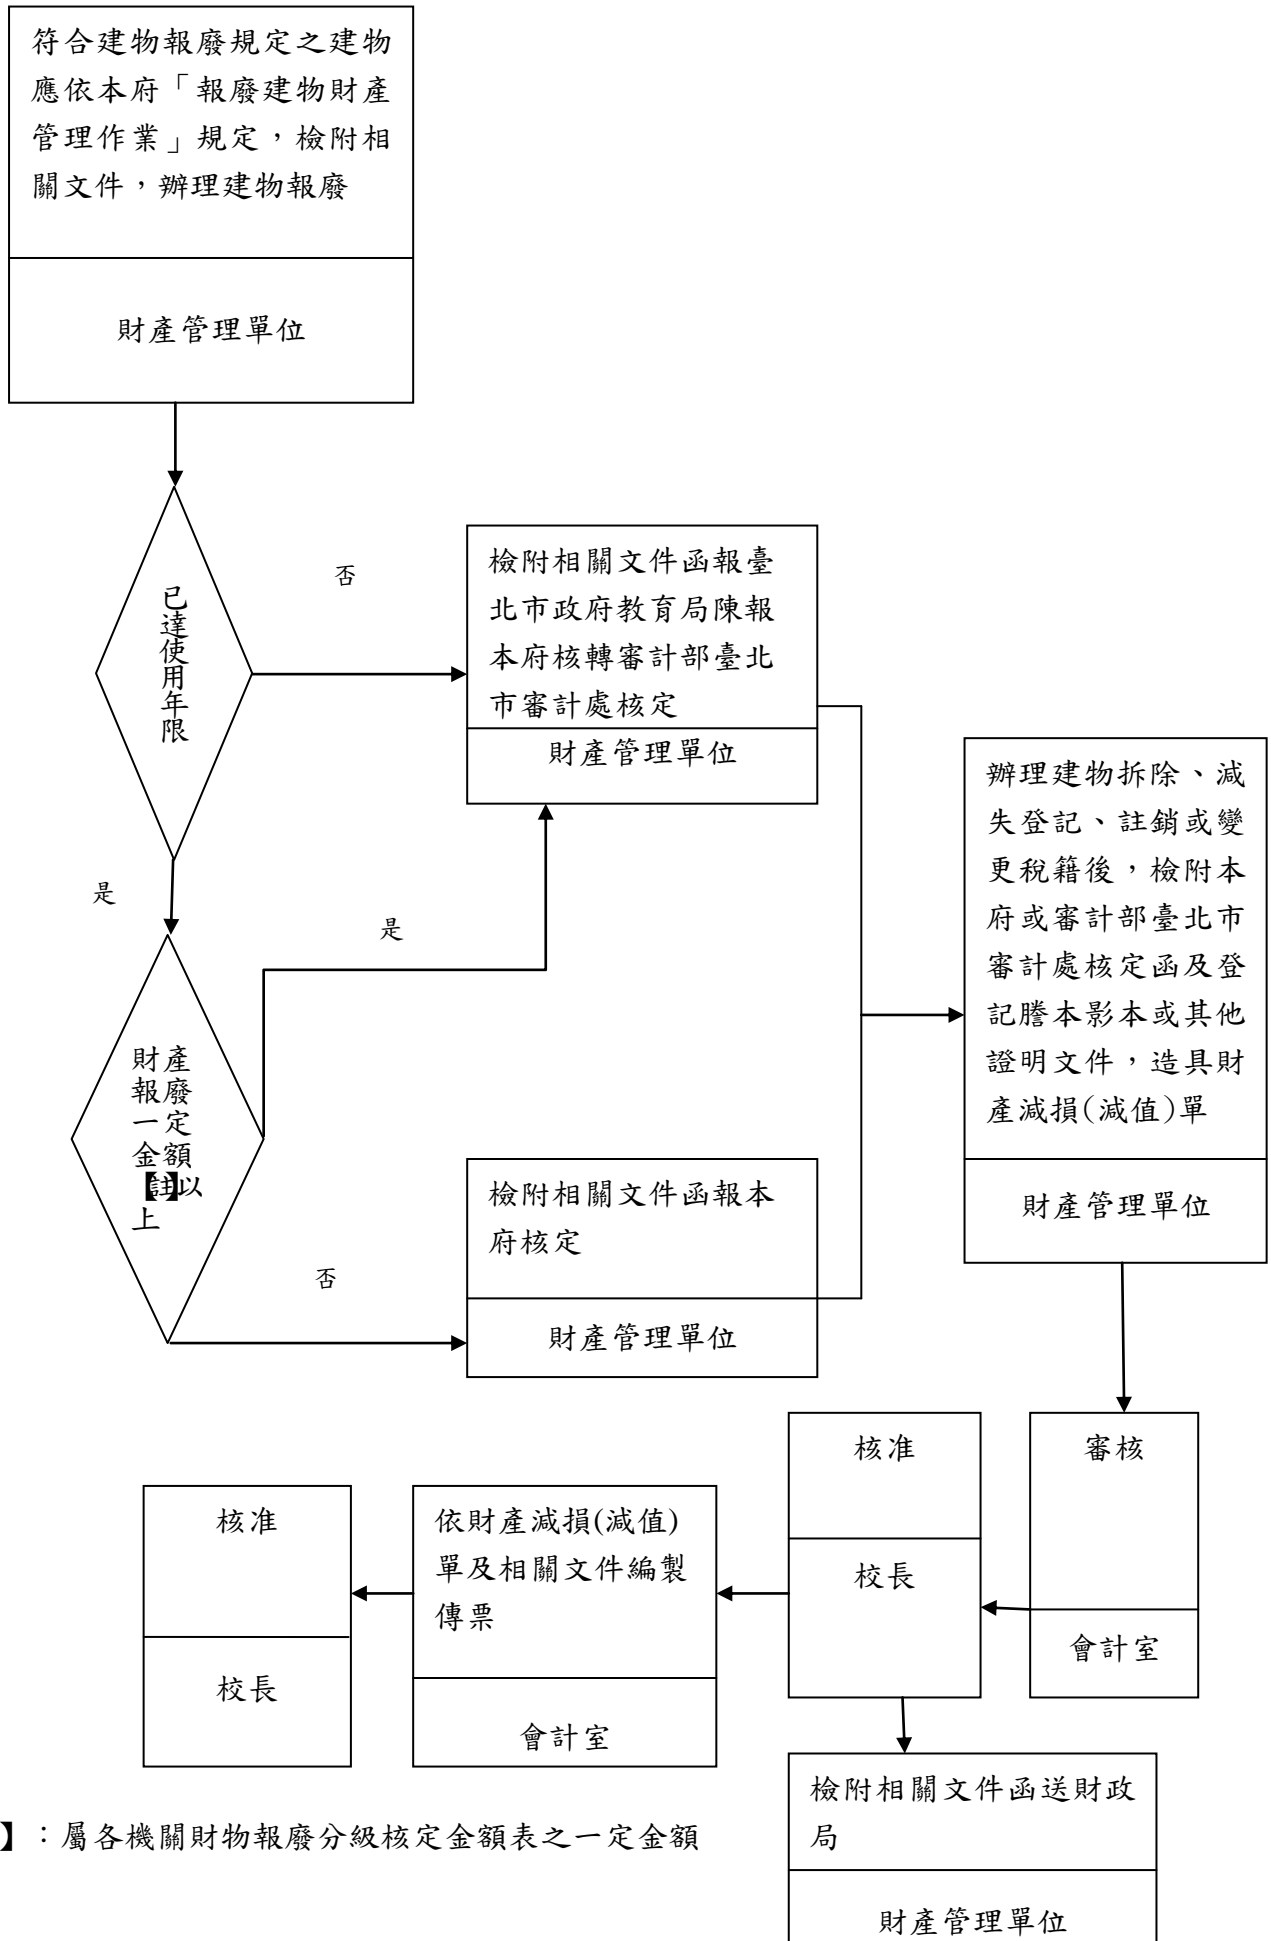 符合建物報廢規定之建物
應依本府「報廢建物財產
管理作業」規定，檢附相
關文件，辦理建物報廢
財產管理單位
已達使用年限
否
檢附相關文件函報臺
北市政府教育局陳報
本府核轉審計部臺北
市審計處核定
財產管理單位
是
是
財產
報廢
一定
金額
【註】以
上
否
檢附相關文件函報本
府核定
財產管理單位
辦理建物拆除、減
失登記、註銷或變
更稅籍後，檢附本
府或審計部臺北市
審計處核定函及登
記謄本影本或其他
證明文件，造具財
產減損(減值)單
財產管理單位
審核
會計室
核准
校長
依財產減損(減值)
單及相關文件編製
傳票
會計室
核准
校長
檢附相關文件函送財政
局
財產管理單位
】：屬各機關財物報廢分級核定金額表之一定金額